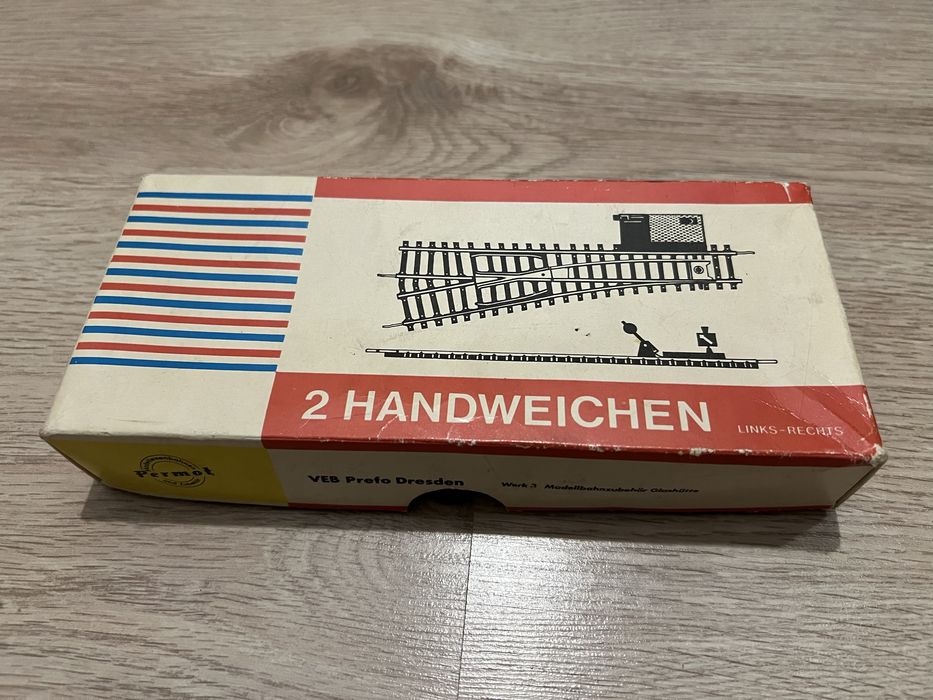 2 HANDWEICHEN
LINKS-RECHTS
Permot
VEB Prefo Dresden
Werk 3 Modellbahnzubehör Glashütte